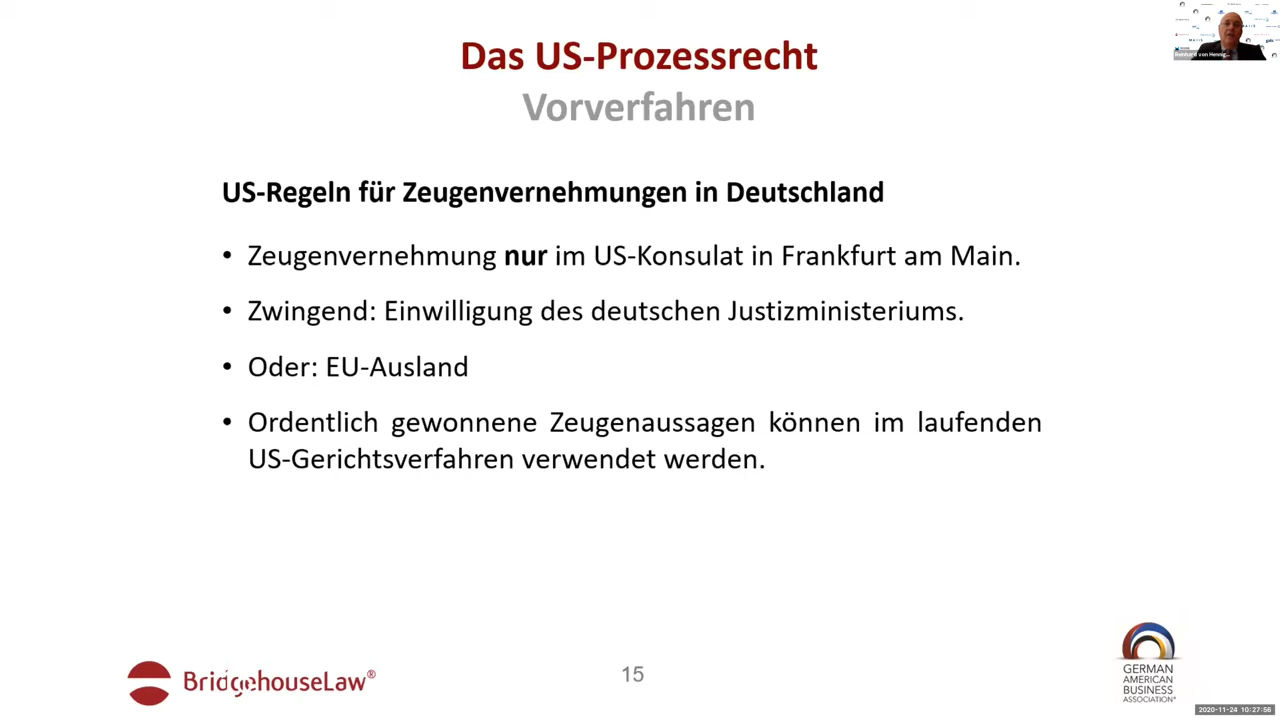 Das US-Prozessrecht
Vorverfahren
US-Regeln für Zeugenvernehmungen in Deutschland
• Zeugenvernehmung nur im US-Konsulat in Frankfurt am Main.
• Zwingend: Einwilligung des deutschen Justizministeriums.
• Oder: EU-Ausland
• Ordentlich gewonnene Zeugenaussagen können im laufenden
US-Gerichtsverfahren verwendet werden.
BridgehouseLaw®
15
GERMAN
AMERICAN
BUSINESS
ASSOCIATION®
2020-11-24 10:27:56